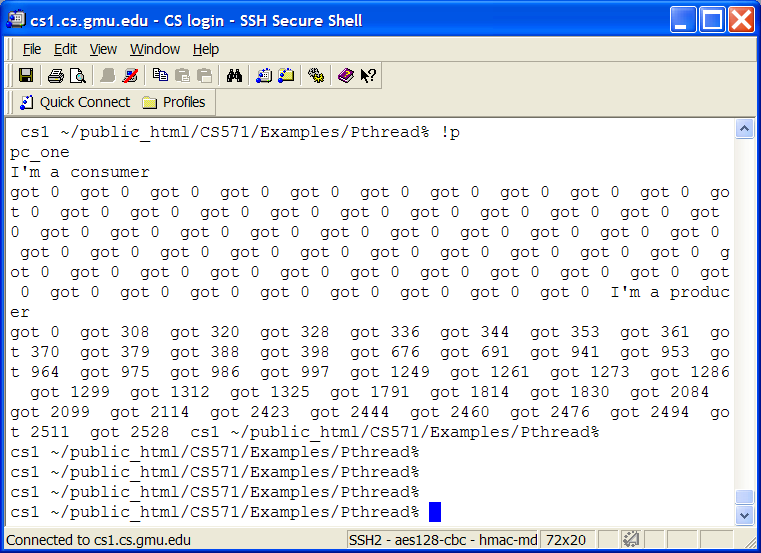 cs1.cs.gmu.edu - CS login - SSH Secure Shell
File Edit View Window Help
Quick Connect Profiles
cs1 ~/public_html/CS571/Examples/Pthread% !p
pc_one
I'm a consumer
got 0  got 0  got 0  got 0  got 0  got 0  got 0  got 0  got 0  got 0  go
t 0  got 0  got 0  got 0  got 0  got 0  got 0  got 0  got 0  got 0  got
0  got 0  got 0  got 0  got 0  got 0  got 0  got 0  got 0  got 0  got 0
got 0  got 0  got 0  got 0  got 0  got 0  got 0  got 0  got 0  got 0  g
ot 0  got 0  got 0  got 0  got 0  got 0  got 0  got 0  got 0  got 0  got
0  got 0  got 0  got 0  got 0  got 0  got 0  got 0  got 0  I'm a produc
er
got 0  got 308  got 320  got 328  got 336  got 344  got 353  got 361  go
t 370  got 379  got 388  got 398  got 676  got 691  got 941  got 953  go
t 964  got 975  got 986  got 997  got 1249  got 1261  got 1273  got 1286
got 1299  got 1312  got 1325  got 1791  got 1814  got 1830  got 2084
got 2099  got 2114  got 2423  got 2444  got 2460  got 2476  got 2494  go
t 2511  got 2528  cs1 ~/public_html/CS571/Examples/Pthread%
cs1 ~/public_html/CS571/Examples/Pthread%
cs1 ~/public_html/CS571/Examples/Pthread%
cs1 ~/public_html/CS571/Examples/Pthread%
cs1 ~/public_html/CS571/Examples/Pthread%
Connected to cs1.cs.gmu.edu SSH2 - aes128-cbc - hmac-md 72x20